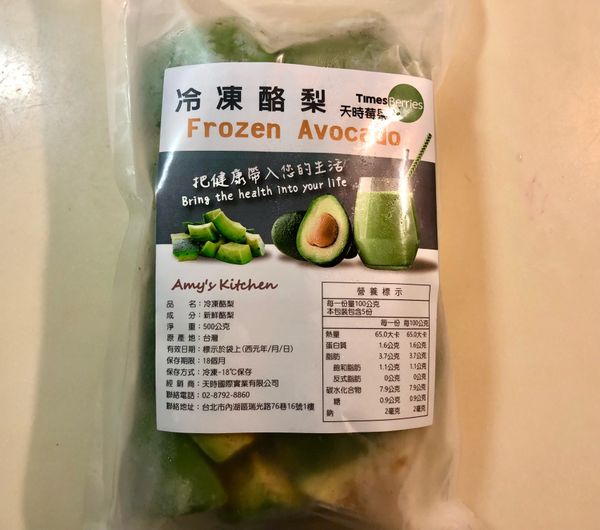 冷凍酪梨
TimesBerries
天時莓果
Frozen Avocado
把健康帶入您的生活
Bring the health into your life
Amy's Kitchen
品　名：冷凍酪梨
成　分：新鮮酪梨
淨　重：500公克
原 產 地：台灣
有效日期：標示於袋上(西元年/月/日)
保存期限：18個月
保存方式：冷凍-18℃保存
經 銷 商：天時國際實業有限公司
聯絡電話：02-8792-8860
聯絡地址：台北市內湖區瑞光路76巷16號1樓
營養標示
每一份量100公克
本包裝包含5份
每一份 每100公克
熱量 65.0大卡 65.0大卡
蛋白質 1.6公克 1.6公克
脂肪 3.7公克 3.7公克
飽和脂肪 1.1公克 1.1公克
反式脂肪 0公克 0公克
碳水化合物 7.9公克 7.9公克
糖 0.9公克 0.9公克
鈉 2毫克 2毫克